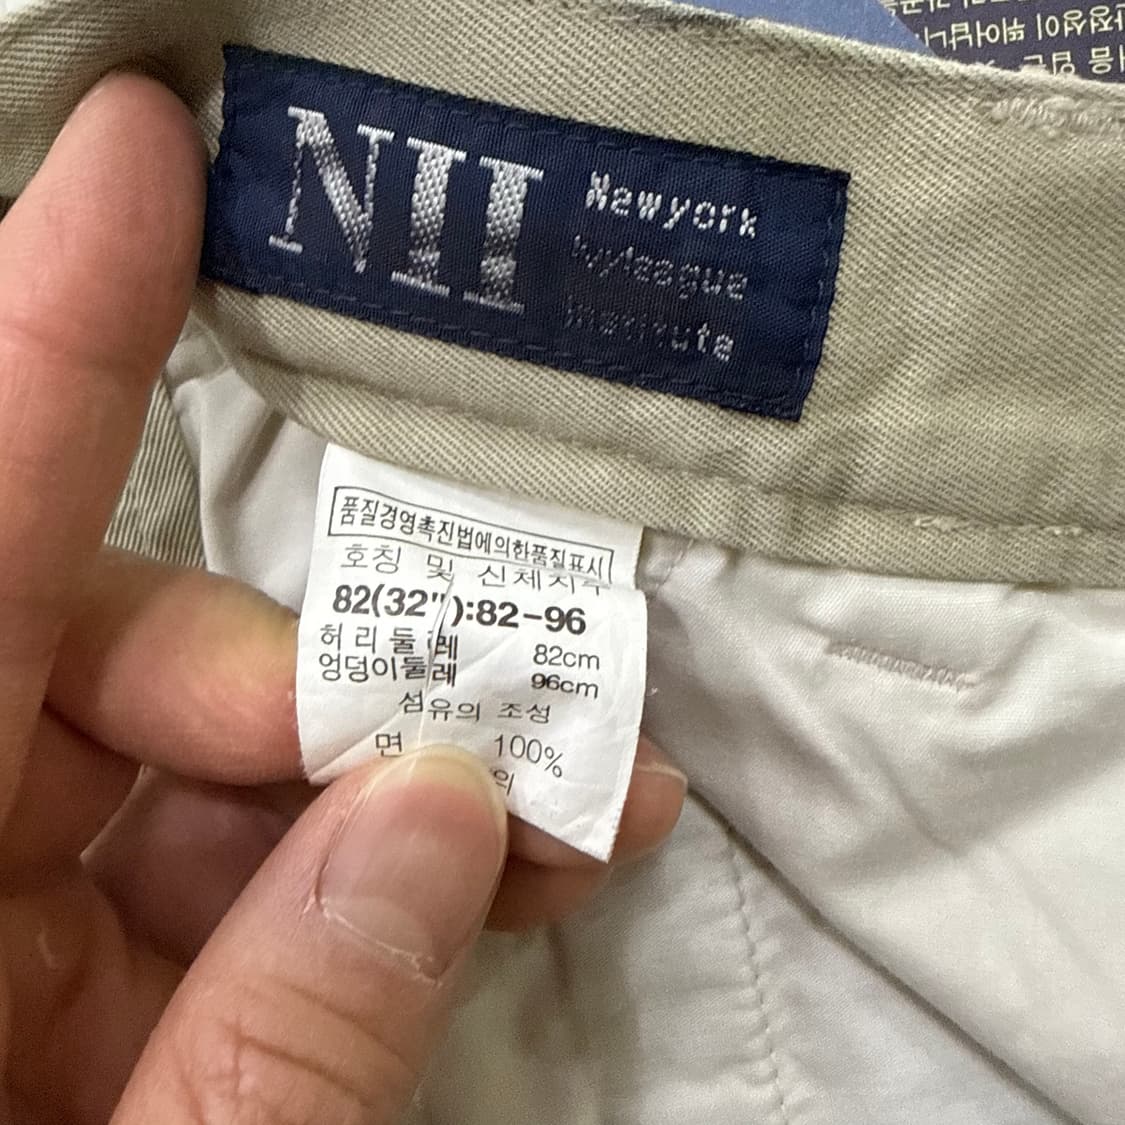 NII
Newyork
Ivyleague
institute
품질경영촉진법에의한품질표시
호칭 및 신체치수
82(32"):82-96
허리둘레 82cm
엉덩이둘레 96cm
섬유의 조성
면 100%
의